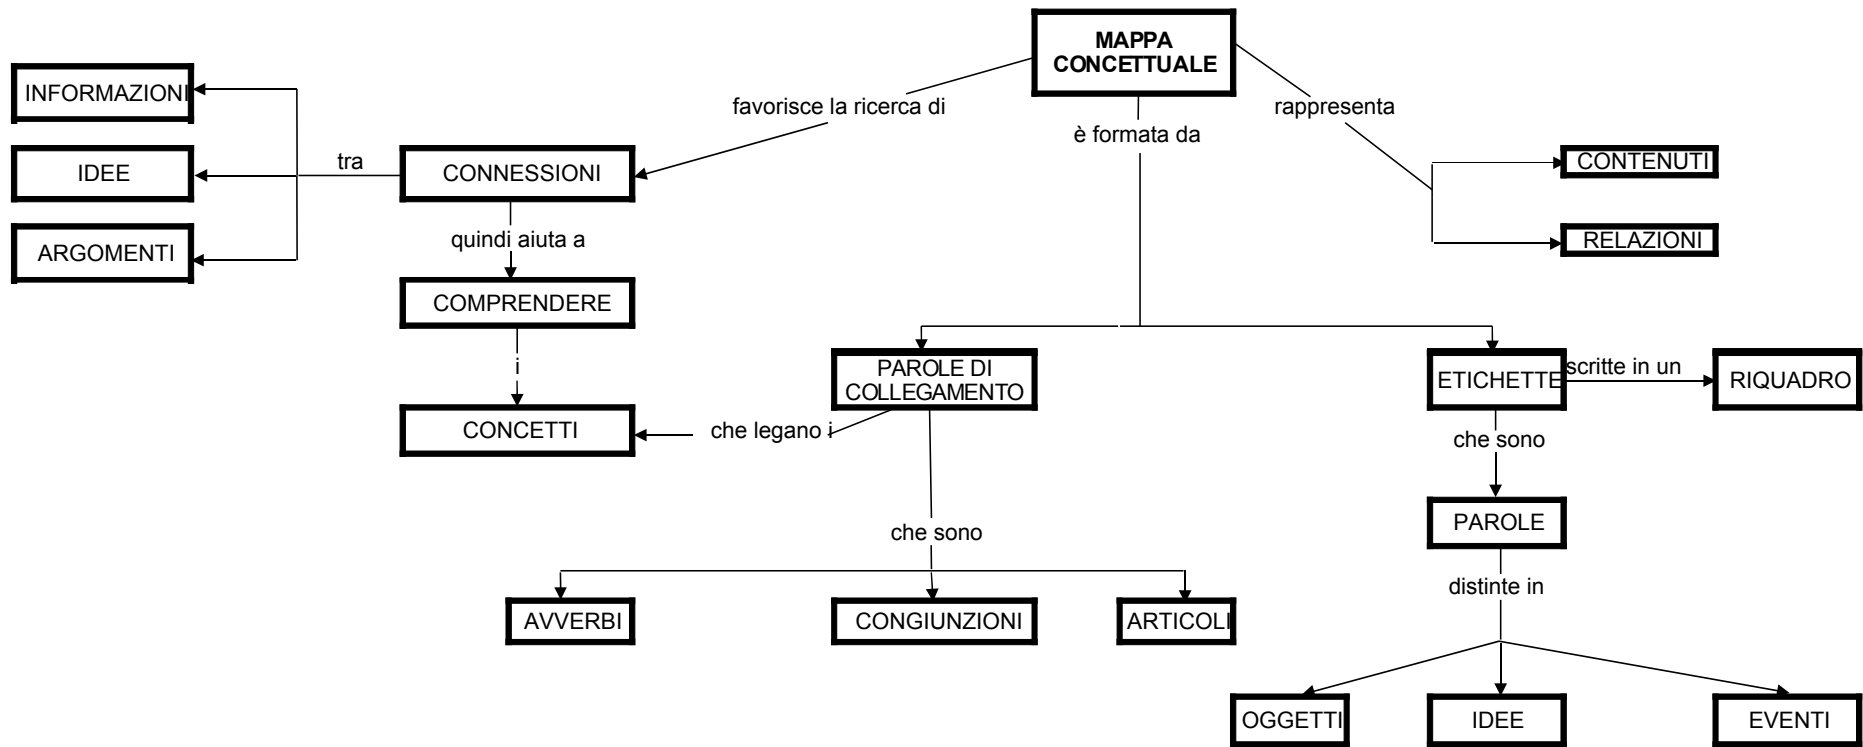 MAPPA
CONCETTUALE
INFORMAZIONI
favorisce la ricerca di
rappresenta
è formata da
tra
CONNESSIONI
CONTENUTI
IDEE
quindi aiuta a
RELAZIONI
ARGOMENTI
COMPRENDERE
i
PAROLE DI
COLLEGAMENTO
ETICHETTE
scritte in un
RIQUADRO
CONCETTI
che legano i
che sono
PAROLE
che sono
distinte in
AVVERBI
CONGIUNZIONI
ARTICOLI
OGGETTI
IDEE
EVENTI